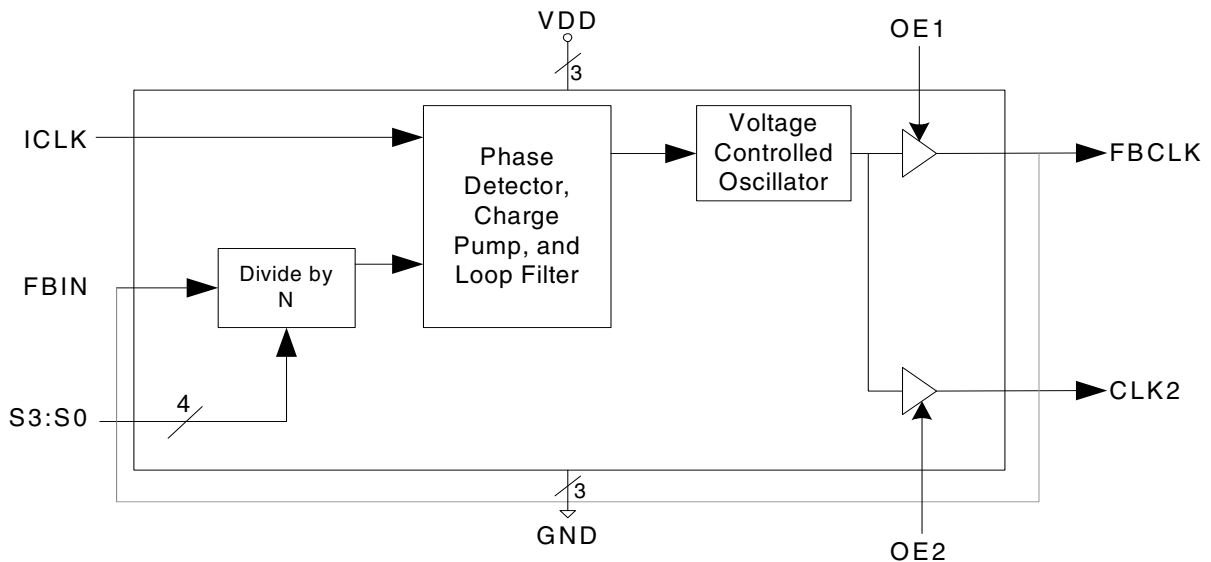 VDD
3
OE1
ICLK
Phase
Detector,
Charge
Pump, and
Loop Filter
Voltage
Controlled
Oscillator
FBCLK
FBIN
Divide by
N
S3:S0
4
CLK2
3
GND
OE2